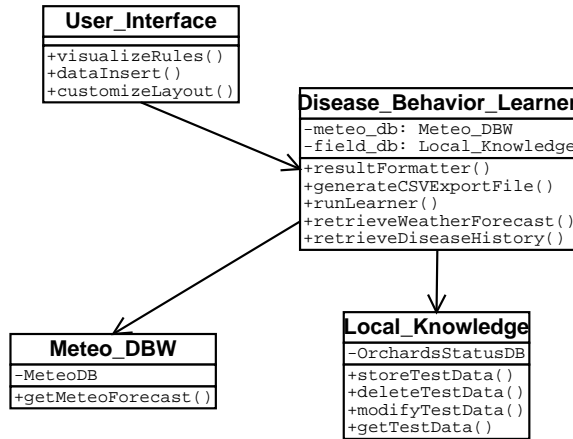 User_Interface
+visualizeRules()
+dataInsert()
+customizeLayout()
Disease_Behavior_Learner
-meteo_db: Meteo_DBW
-field_db: Local_Knowledge
+resultFormatter()
+generateCSVExportFile()
+runLearner()
+retrieveWeatherForecast()
+retrieveDiseaseHistory()
Meteo_DBW
-MeteoDB
+getMeteoForecast()
Local_Knowledge
-OrchardsStatusDB
+storeTestData()
+deleteTestData()
+modifyTestData()
+getTestData()